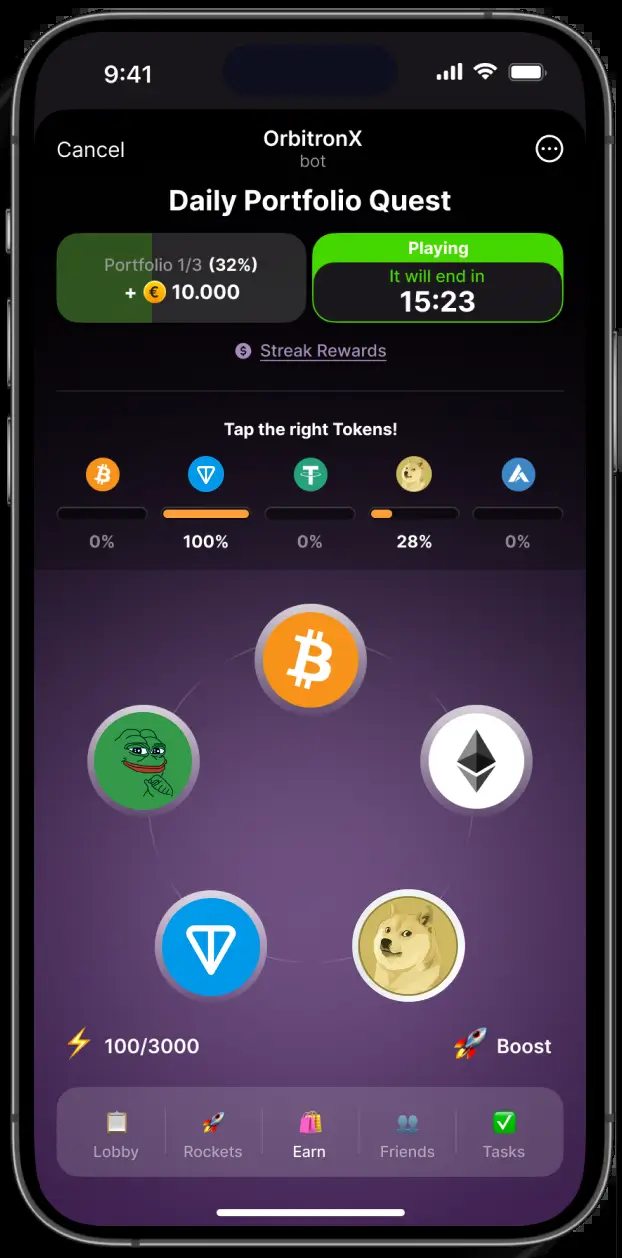 9:41
Cancel
OrbitronX
bot
Daily Portfolio Quest
Portfolio 1/3 (32%)
+ € 10.000
Playing
It will end in
15:23
Streak Rewards
Tap the right Tokens!
0%
100%
0%
28%
0%
100/3000
Boost
Lobby
Rockets
Earn
Friends
Tasks